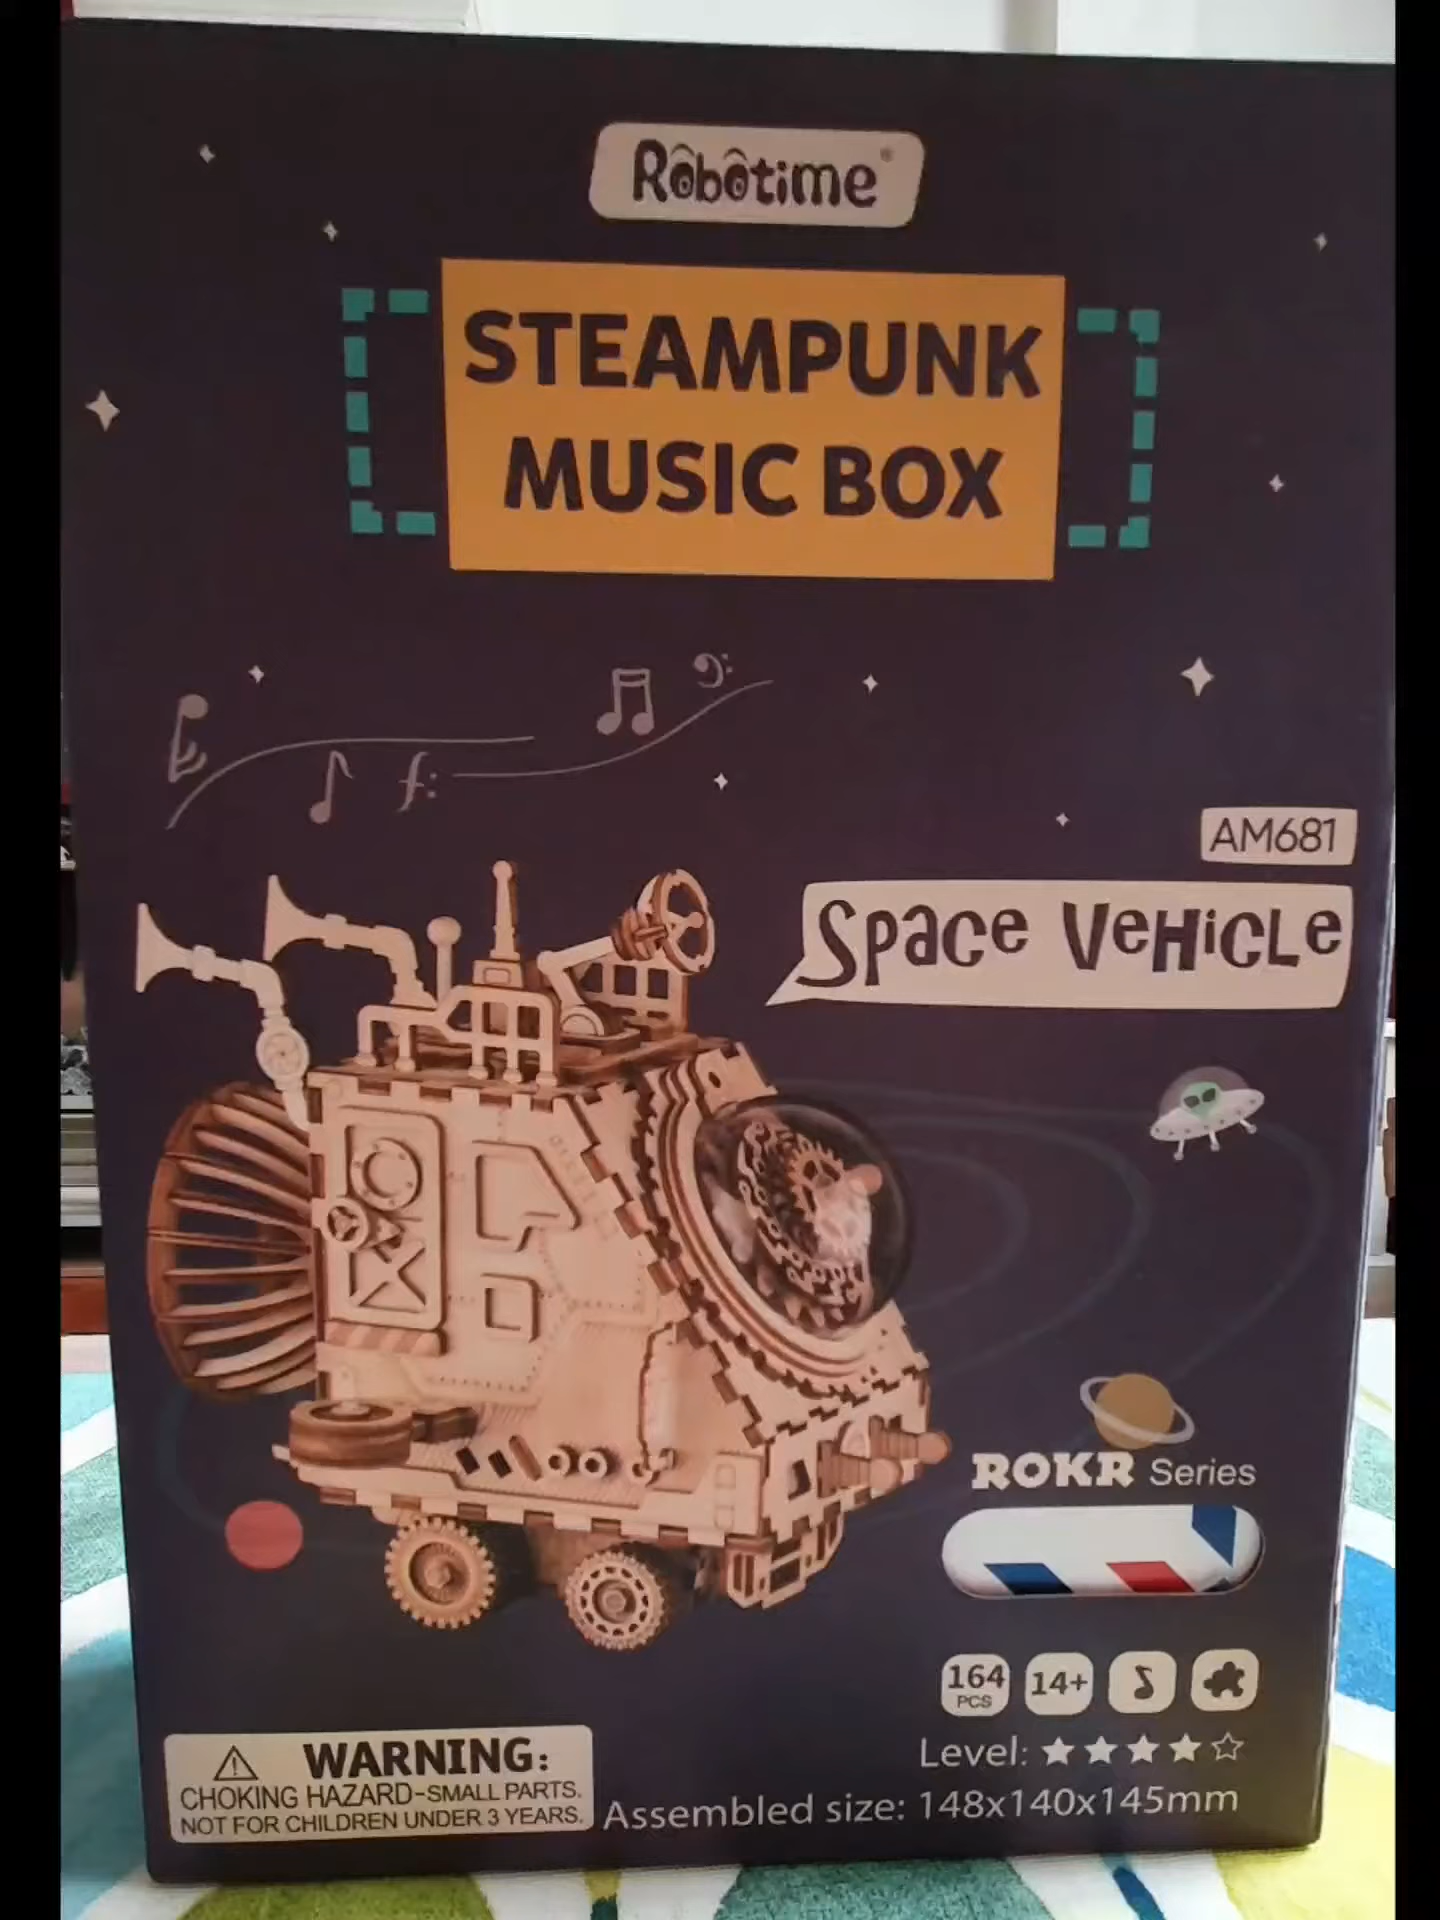 Robotime®
STEAMPUNK
MUSIC BOX
AM681
Space Vehicle
ROKR Series
164
PCS
14+
Level:
WARNING:
CHOKING HAZARD-SMALL PARTS.
NOT FOR CHILDREN UNDER 3 YEARS.
Assembled size: 148x140x145mm